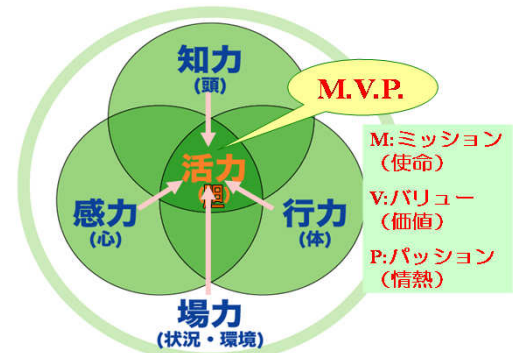 知力
(頭)
M.V.P.
活力
感力
(心)
行力
(体)
場力
(状況・環境)
M:ミッション
(使命)
V:バリュー
(価値)
P:パッション
(情熱)